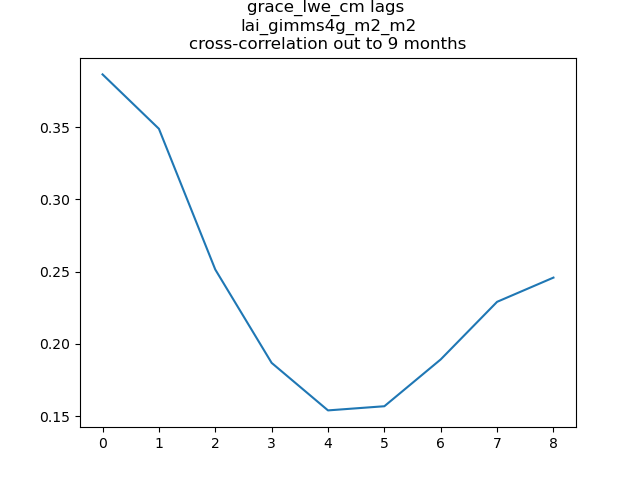 grace_lwe_cm lags
lai_gimms4g_m2_m2
cross-correlation out to 9 months
0.35
0.30
0.25
0.20
0.15
0 1 2 3 4 5 6 7 8